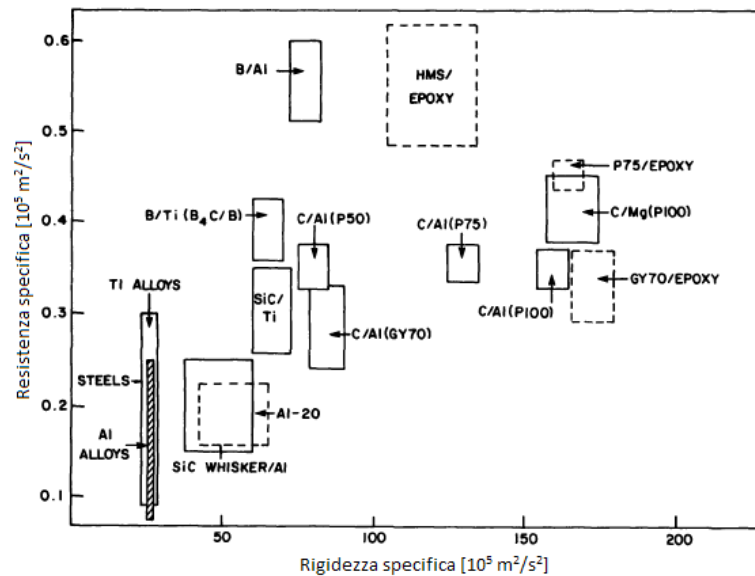 Resistenza specifica [10⁵ m²/s²]
0.6
0.5
0.4
0.3
0.2
0.1
B/Al
HMS/
EPOXY
P75/EPOXY
B/Ti (B₄C/B)
C/Al(P50)
C/Al(P75)
C/Mg(P100)
TI ALLOYS
SiC/
Ti
GY70/EPOXY
C/Al(P100)
C/Al(GY70)
STEELS
Al
ALLOYS
Al-20
SiC WHISKER/Al
50
100
150
200
Rigidezza specifica [10⁵ m²/s²]